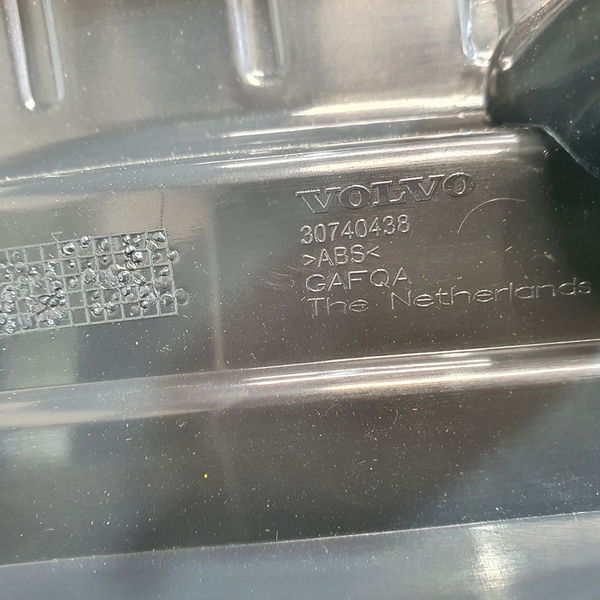 VOLVO
30740438
>ABS<
GAFQA
The Netherlands